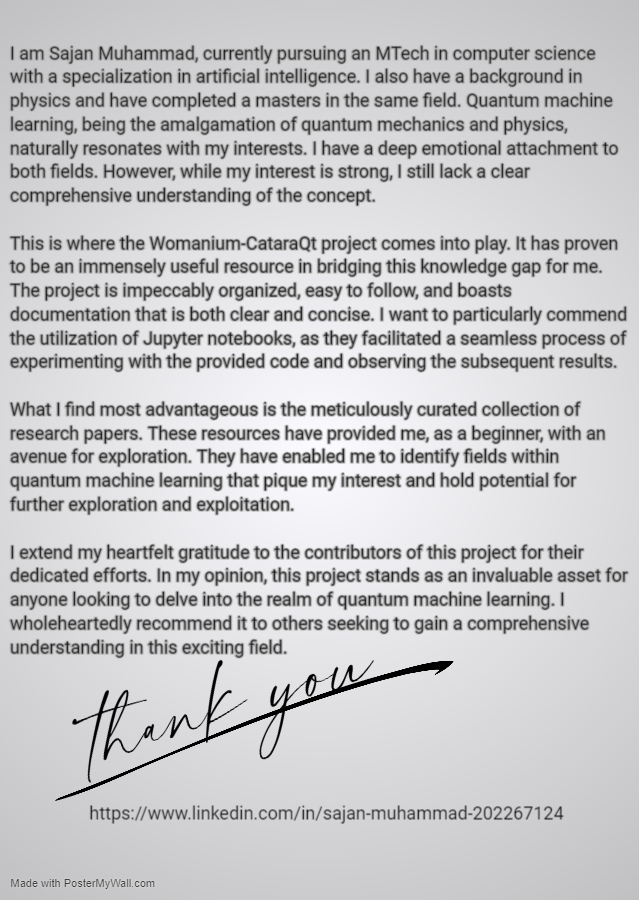 I am Sajan Muhammad, currently pursuing an MTech in computer science
with a specialization in artificial intelligence. I also have a background in
physics and have completed a masters in the same field. Quantum machine
learning, being the amalgamation of quantum mechanics and physics,
naturally resonates with my interests. I have a deep emotional attachment to
both fields. However, while my interest is strong, I still lack a clear
comprehensive understanding of the concept.
This is where the Womanium-CataraQt project comes into play. It has proven
to be an immensely useful resource in bridging this knowledge gap for me.
The project is impeccably organized, easy to follow, and boasts
documentation that is both clear and concise. I want to particularly commend
the utilization of Jupyter notebooks, as they facilitated a seamless process of
experimenting with the provided code and observing the subsequent results.
What I find most advantageous is the meticulously curated collection of
research papers. These resources have provided me, as a beginner, with an
avenue for exploration. They have enabled me to identify fields within
quantum machine learning that pique my interest and hold potential for
further exploration and exploitation.
I extend my heartfelt gratitude to the contributors of this project for their
dedicated efforts. In my opinion, this project stands as an invaluable asset for
anyone looking to delve into the realm of quantum machine learning. I
wholeheartedly recommend it to others seeking to gain a comprehensive
understanding in this exciting field.
thank you
https://www.linkedin.com/in/sajan-muhammad-202267124
Made with PosterMyWall.com